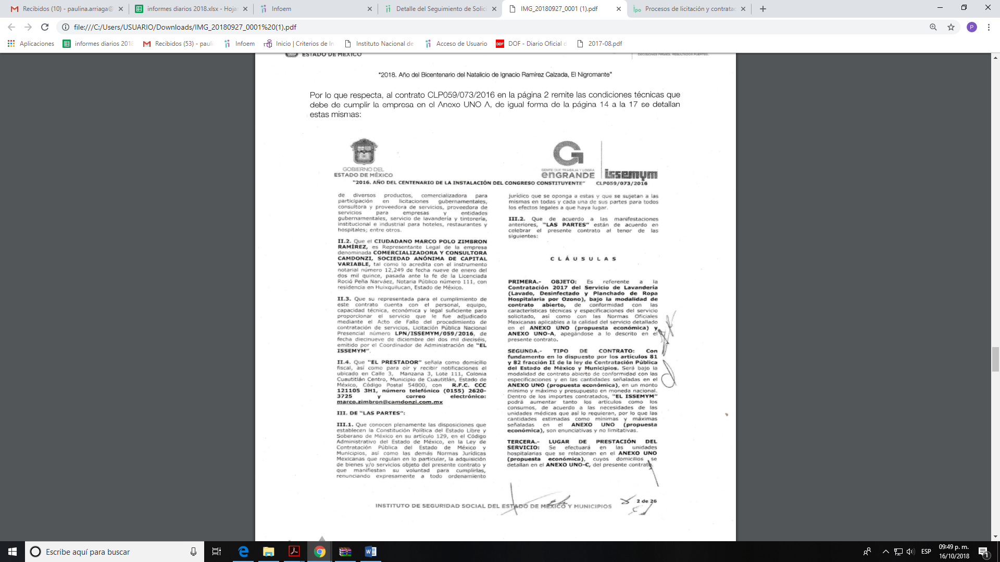 Recibidos (10) - paulina.arriaga@
informes diarios 2018.xlsx - Hoja
Infoem
Detalle del Seguimiento de Solici
IMG_20180927_0001 (1).pdf
Procesos de licitación y contratac
file:///C:/Users/USUARIO/Downloads/IMG_20180927_0001%20(1).pdf
P
Aplicaciones
informes diarios 2018
Recibidos (53) - pauli
Infoem
Inicio | Criterios de In
Instituto Nacional de
Acceso de Usuario
DOF - Diario Oficial d
2017-08.pdf
ESTADO DE MÉXICO
DECISIONES FIRMES, RESULTADOS FUERTES.
"2018. Año del Bicentenario del Natalicio de Ignacio Ramírez Calzada, El Nigromante"
Por lo que respecta, al contrato CLP059/073/2016 en la página 2 remite las condiciones técnicas que
debe de cumplir la empresa en el Anexo UNO A, de igual forma de la página 14 a la 17 se detallan
estas mismas:
GOBIERNO DEL
ESTADO DE MÉXICO
GENTE QUE TRABAJA Y LOGRA
enGRANDE
issemym
"2016. AÑO DEL CENTENARIO DE LA INSTALACIÓN DEL CONGRESO CONSTITUYENTE" CLP059/073/2016
de diversos productos, comercializadora para
participación en licitaciones gubernamentales,
consultora y proveedora de servicios, proveedora de
servicios para empresas y entidades
gubernamentales, servicio de lavandería y tintorería,
institucional e industrial para hoteles, restaurantes y
hospitales; entre otros.
II.2. Que el CIUDADANO MARCO POLO ZIMBRON
RAMÍREZ, es Representante Legal de la empresa
denominada COMERCIALIZADORA Y CONSULTORA
CAMDONZI, SOCIEDAD ANÓNIMA DE CAPITAL
VARIABLE, tal como lo acredita con el instrumento
notarial número 12,249 de fecha nueve de enero del
dos mil quince, pasada ante la fe de la Licenciada
Roció Peña Narváez, Notaria Público número 111, con
residencia en Huixquilucan, Estado de México.
II.3. Que su representada para el cumplimiento de
este contrato cuenta con el personal, equipo,
capacidad técnica, económica y legal suficiente para
proporcionar el servicio que le fue adjudicado
mediante el Acto de Fallo del procedimiento de
contratación de servicios, Licitación Pública Nacional
Presencial número LPN/ISSEMYM/059/2016, de
fecha diecinueve de diciembre del dos mil dieciséis,
emitido por el Coordinador de Administración de "EL
ISSEMYM".
II.4. Que "EL PRESTADOR" señala como domicilio
fiscal, así como para oír y recibir notificaciones el
ubicado en Calle 3, Manzana 3, Lote 111, Colonia
Cuautitlán Centro, Municipio de Cuautitlán, Estado de
México, Código Postal 54800, con R.F.C. CCC
121105 3H1, número telefónico (0155) 2620-
3725 y correo electrónico:
marco.zimbron@camdonzi.com.mx
III. DE "LAS PARTES":
III.1. Que conocen plenamente las disposiciones que
establecen la Constitución Política del Estado Libre y
Soberano de México en su artículo 129, en el Código
Administrativo del Estado de México, en la Ley de
Contratación Pública del Estado de México y
Municipios, así como las demás Normas Jurídicas
Mexicanas que regulan en lo particular, la adquisición
de bienes y/o servicios objeto del presente contrato y
que manifiestan su voluntad para cumplirlas,
renunciando expresamente a todo ordenamiento
jurídico que se oponga a estas y que se sujetan a las
mismas en todas y cada una de sus partes para todos
los efectos legales a que haya lugar.
III.2. Que de acuerdo a las manifestaciones
anteriores, "LAS PARTES" están de acuerdo en
celebrar el presente contrato al tenor de las
siguientes:
C L Á U S U L A S
PRIMERA.- OBJETO: Es referente a la
Contratación 2017 del Servicio de Lavandería
(Lavado, Desinfectado y Planchado de Ropa
Hospitalaria por Ozono), bajo la modalidad de
contrato abierto, de conformidad con las
características técnicas y especificaciones del servicio
solicitado, así como con las Normas Oficiales
Mexicanas aplicables a la calidad del servicio detallado
en el ANEXO UNO (propuesta económica) y
ANEXO UNO-A, apegándose a lo descrito en el
presente contrato.
SEGUNDA.- TIPO DE CONTRATO: Con
fundamento en lo dispuesto por los artículos 81
y 82 fracción II de la ley de Contratación Pública
del Estado de México y Municipios. Será bajo la
modalidad de contrato abierto de conformidad con las
especificaciones y en las cantidades señaladas en el
ANEXO UNO (propuesta económica), en un monto
mínimo y máximo y presupuesto en moneda nacional.
Dentro de los importes contratados, "EL ISSEMYM"
podrá aumentar tanto los artículos como los
consumos, de acuerdo a las necesidades de las
unidades médicas que así lo requieran, por lo que las
cantidades estimadas como mínimas y máximas
señaladas en el ANEXO UNO (propuesta
económica), son enunciativas y no limitativas.
TERCERA.- LUGAR DE PRESTACIÓN DEL
SERVICIO: Se efectuará en las unidades
hospitalarias que se relacionan en el ANEXO UNO
(propuesta económica), cuyos domicilios se
detallan en el ANEXO UNO-C, del presente contrato.
2 de 26
INSTITUTO DE SEGURIDAD SOCIAL DEL ESTADO DE MÉXICO Y MUNICIPIOS
Escribe aquí para buscar
ESP
09:49 p. m.
16/10/2018
1